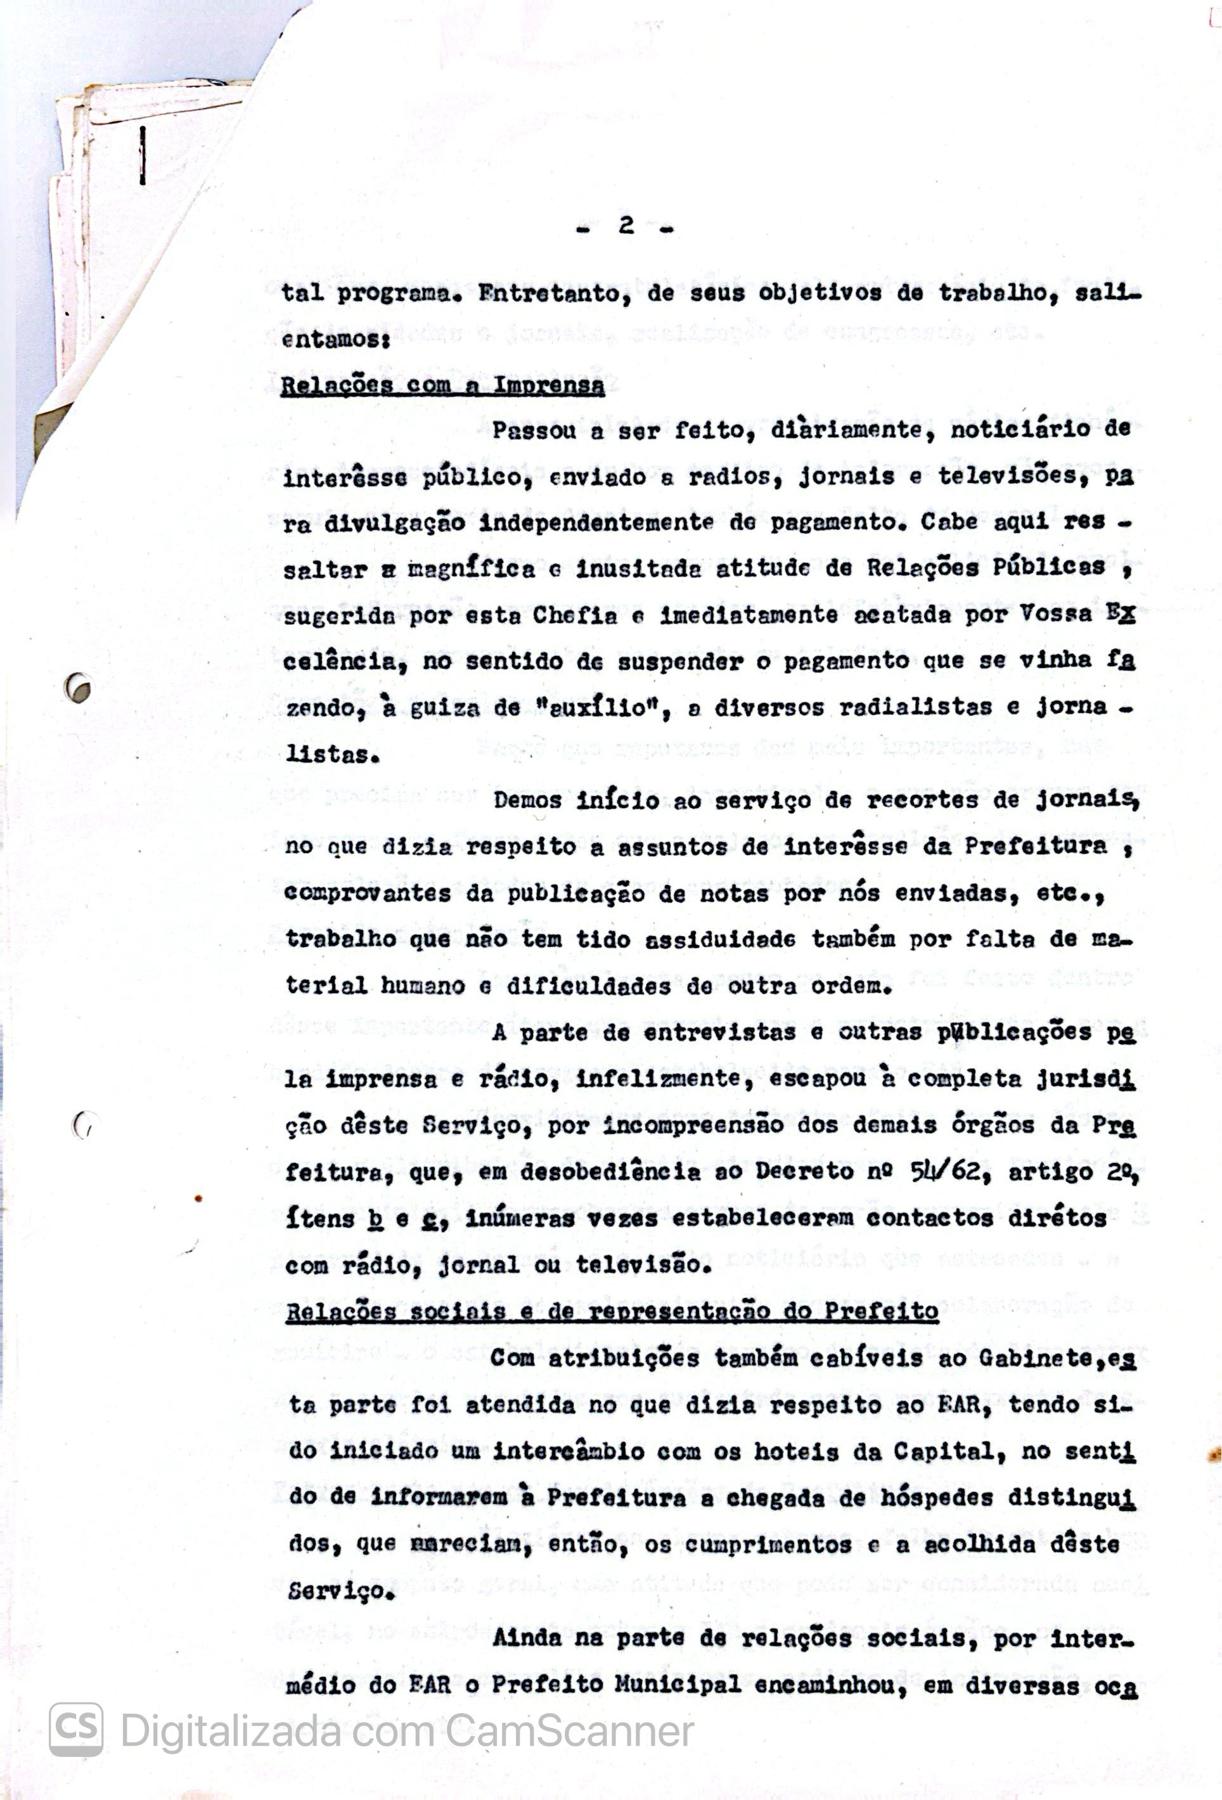 - 2 -
tal programa. Entretanto, de seus objetivos de trabalho, sali-
entamos:
Relações com a Imprensa
Passou a ser feito, diàriamente, noticiário de
interêsse público, enviado a radios, jornais e televisões, pa
ra divulgação independentemente de pagamento. Cabe aqui res -
saltar a magnífica e inusitada atitude de Relações Públicas ,
sugerida por esta Chefia e imediatamente acatada por Vossa Ex
celência, no sentido de suspender o pagamento que se vinha fa
zendo, à guiza de "auxílio", a diversos radialistas e jorna -
listas.
Demos início ao serviço de recortes de jornais,
no que dizia respeito a assuntos de interêsse da Prefeitura ,
comprovantes da publicação de notas por nós enviadas, etc.,
trabalho que não tem tido assiduidade também por falta de ma-
terial humano e dificuldades de outra ordem.
A parte de entrevistas e outras publicações pe
la imprensa e rádio, infelizmente, escapou à completa jurisdi
ção dêste Serviço, por incompreensão dos demais órgãos da Pre
feitura, que, em desobediência ao Decreto nº 54/62, artigo 2º,
ítens b e c, inúmeras vezes estabeleceram contactos dirétos
com rádio, jornal ou televisão.
Relações sociais e de representação do Prefeito
Com atribuições também cabíveis ao Gabinete,es
ta parte foi atendida no que dizia respeito ao EAR, tendo si-
do iniciado um intercâmbio com os hoteis da Capital, no senti
do de informarem à Prefeitura a chegada de hóspedes distingui
dos, que mareciam, então, os cumprimentos e a acolhida dêste
Serviço.
Ainda na parte de relações sociais, por inter-
médio do EAR o Prefeito Municipal encaminhou, em diversas oca
CS Digitalizada com CamScanner